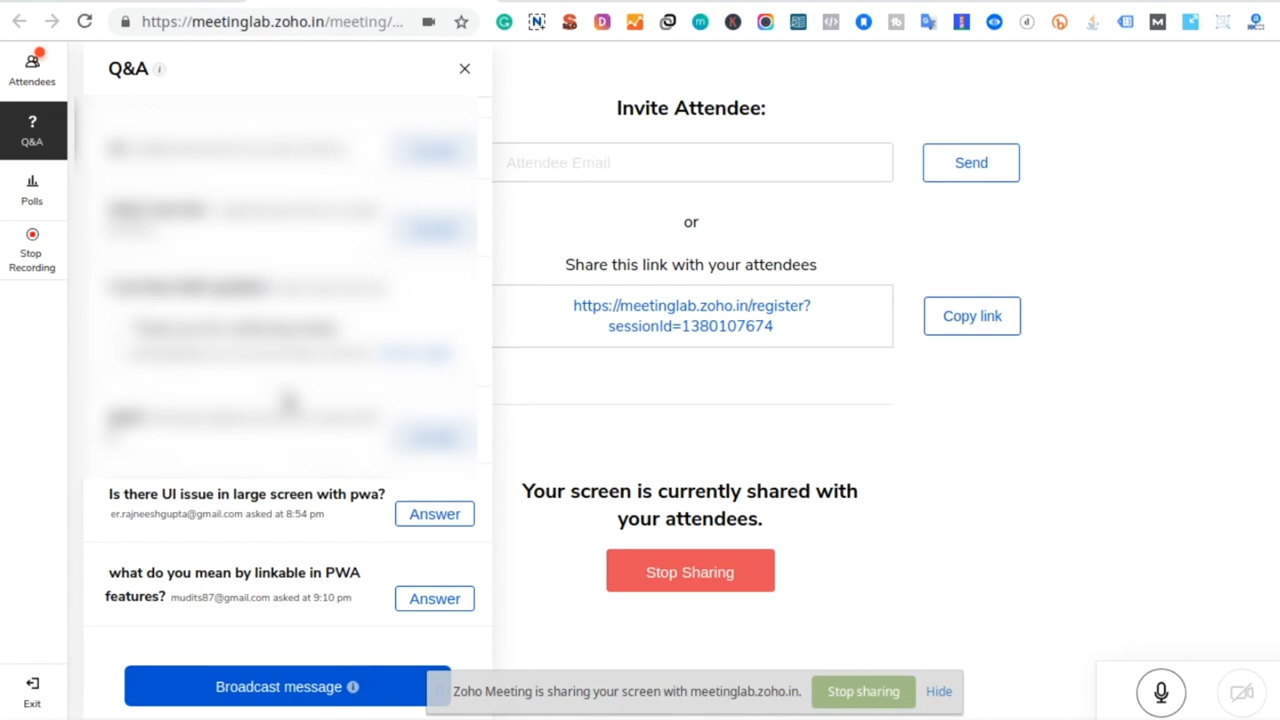 https://meetinglab.zoho.in/meeting/...
Attendees
Q&A
Polls
Stop
Recording
Exit
Q&A
Is there UI issue in large screen with pwa?
er.rajneeshgupta@gmail.com asked at 8:54 pm
Answer
what do you mean by linkable in PWA
features? mudits87@gmail.com asked at 9:10 pm
Answer
Broadcast message
Invite Attendee:
Attendee Email
Send
or
Share this link with your attendees
https://meetinglab.zoho.in/register?
sessionId=1380107674
Copy link
Your screen is currently shared with
your attendees.
Stop Sharing
Zoho Meeting is sharing your screen with meetinglab.zoho.in.
Stop sharing
Hide